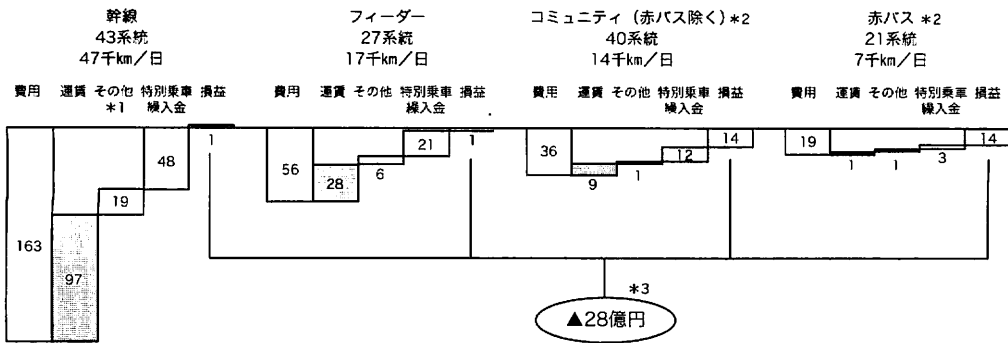 幹線
43系統
47千km/日
費用 運賃 その他 特別乗車 損益
*1 繰入金
163
97
19
48
1
フィーダー
27系統
17千km/日
費用 運賃 その他 特別乗車 損益
繰入金
56
28
6
21
1
コミュニティ(赤バス除く)*2
40系統
14千km/日
費用 運賃 その他 特別乗車 損益
繰入金
36
9
1
12
14
赤バス *2
21系統
7千km/日
費用 運賃 その他 特別乗車 損益
繰入金
19
1
1
3
14
*3
▲28億円